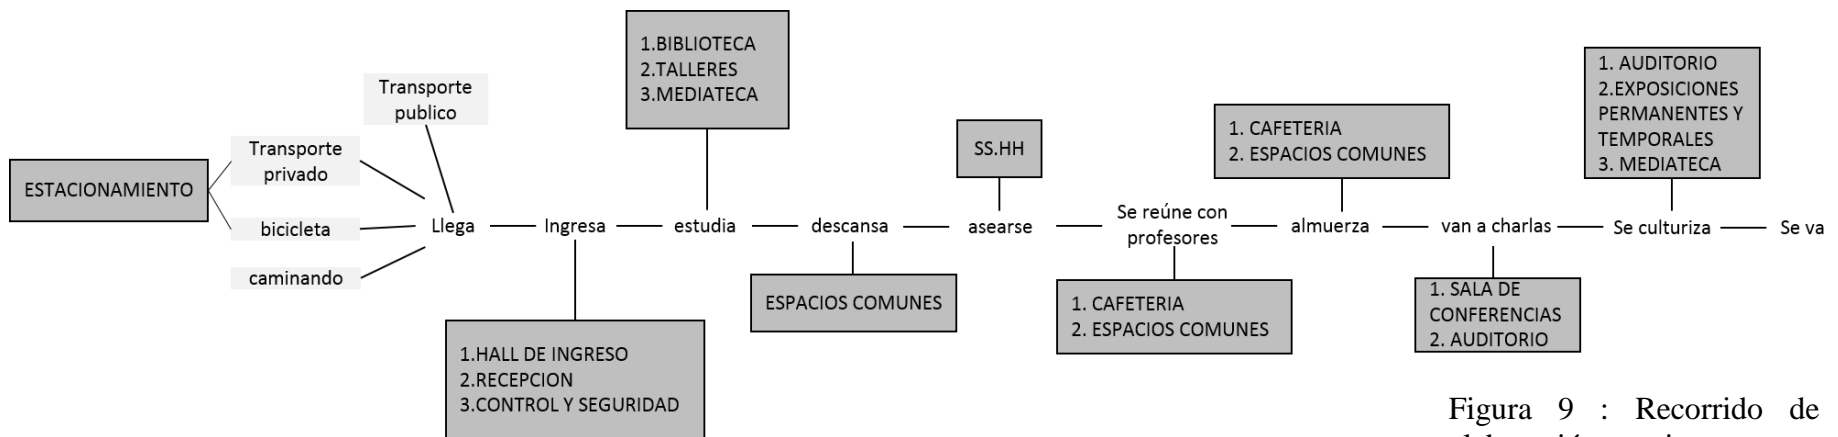 ESTACIONAMIENTO
Transporte
privado
bicicleta
caminando
Transporte
publico
Llega
Ingresa
1.HALL DE INGRESO
2.RECEPCION
3.CONTROL Y SEGURIDAD
1.BIBLIOTECA
2.TALLERES
3.MEDIATECA
estudia
descansa
ESPACIOS COMUNES
SS.HH
asearse
Se reúne con
profesores
1. CAFETERIA
2. ESPACIOS COMUNES
1. CAFETERIA
2. ESPACIOS COMUNES
almuerza
van a charlas
1. SALA DE
CONFERENCIAS
2. AUDITORIO
1. AUDITORIO
2.EXPOSICIONES
PERMANENTES Y
TEMPORALES
3. MEDIATECA
Se culturiza
Se va
Figura 9 : Recorrido de